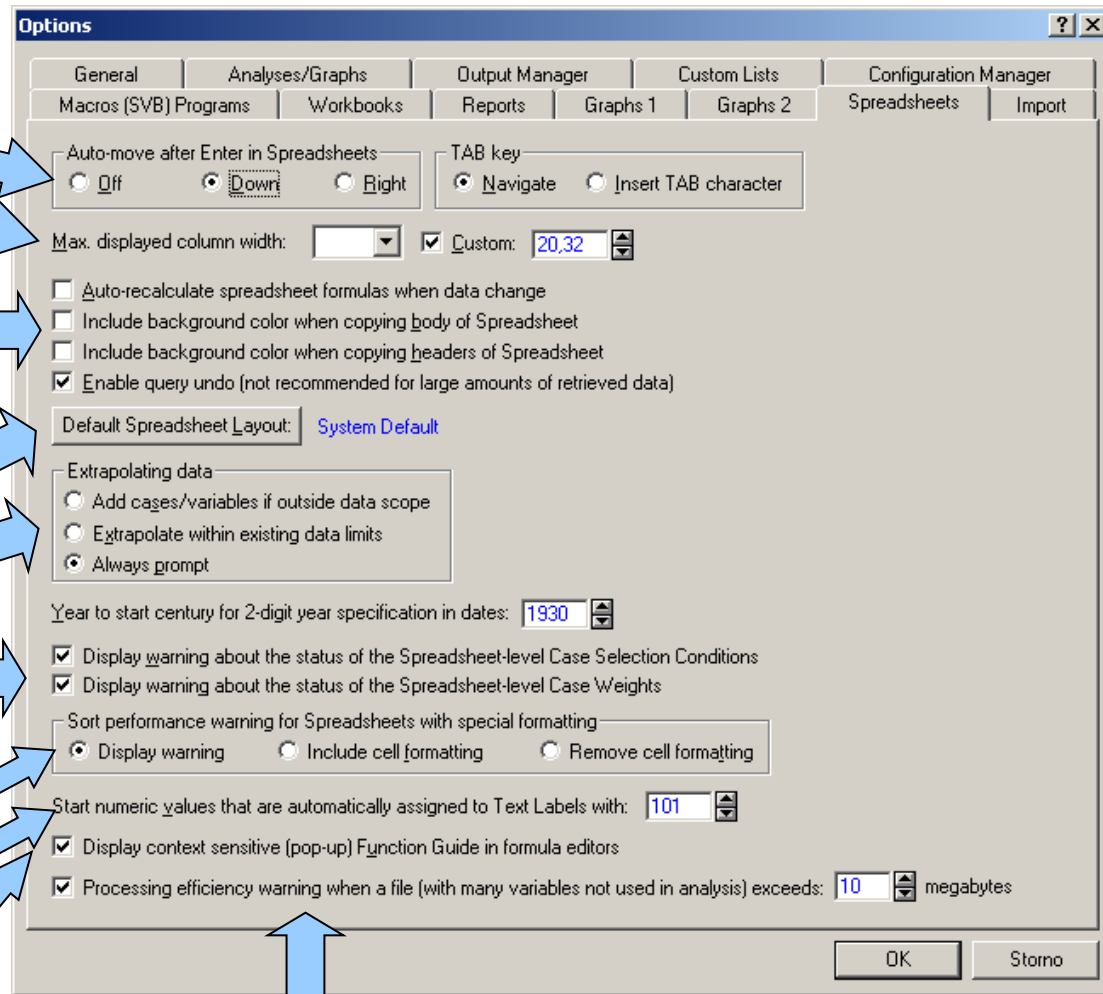 Options
General Analyses/Graphs Output Manager Custom Lists Configuration Manager
Macros (SVB) Programs Workbooks Reports Graphs 1 Graphs 2 Spreadsheets Import
Auto-move after Enter in Spreadsheets TAB key
Off Down Right Navigate Insert TAB character
Max. displayed column width: Custom: 20,32
Auto-recalculate spreadsheet formulas when data change
Include background color when copying body of Spreadsheet
Include background color when copying headers of Spreadsheet
Enable query undo (not recommended for large amounts of retrieved data)
Default Spreadsheet Layout: System Default
Extrapolating data
Add cases/variables if outside data scope
Extrapolate within existing data limits
Always prompt
Year to start century for 2-digit year specification in dates: 1930
Display warning about the status of the Spreadsheet-level Case Selection Conditions
Display warning about the status of the Spreadsheet-level Case Weights
Sort performance warning for Spreadsheets with special formatting
Display warning Include cell formatting Remove cell formatting
Start numeric values that are automatically assigned to Text Labels with: 101
Display context sensitive (pop-up) Function Guide in formula editors
Processing efficiency warning when a file (with many variables not used in analysis) exceeds: 10 megabytes
OK Storno